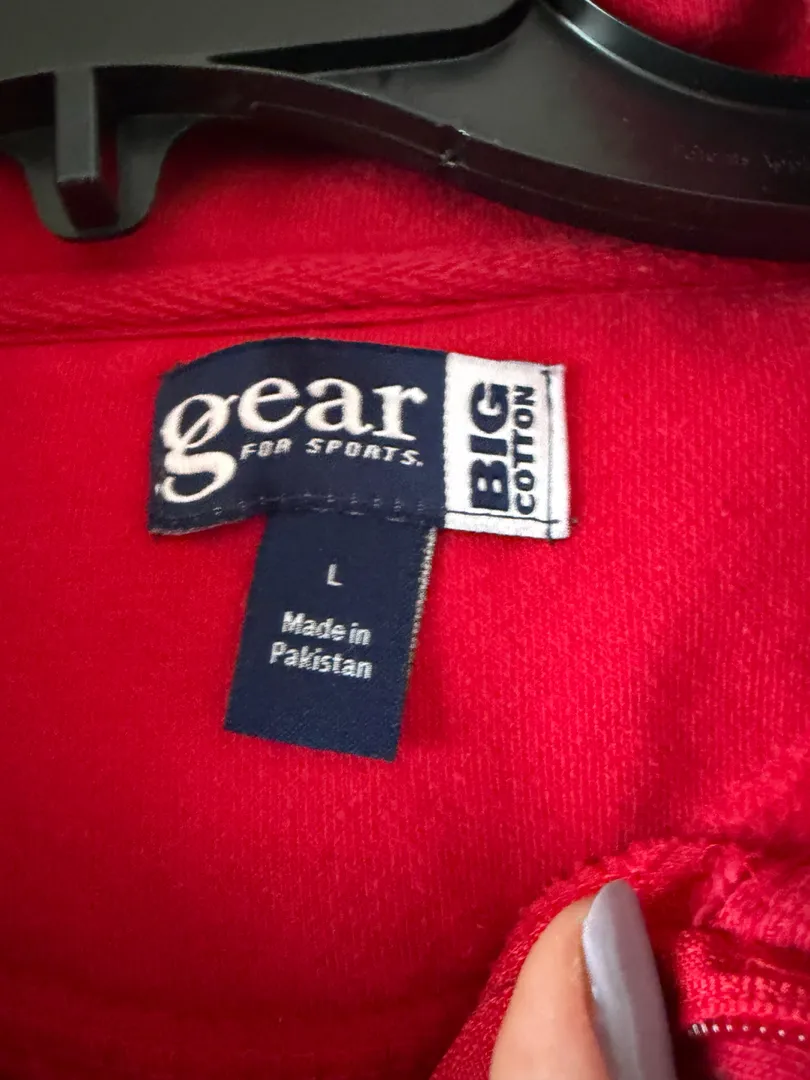 gear
FOR SPORTS.
BIG
COTTON
L
Made in
Pakistan